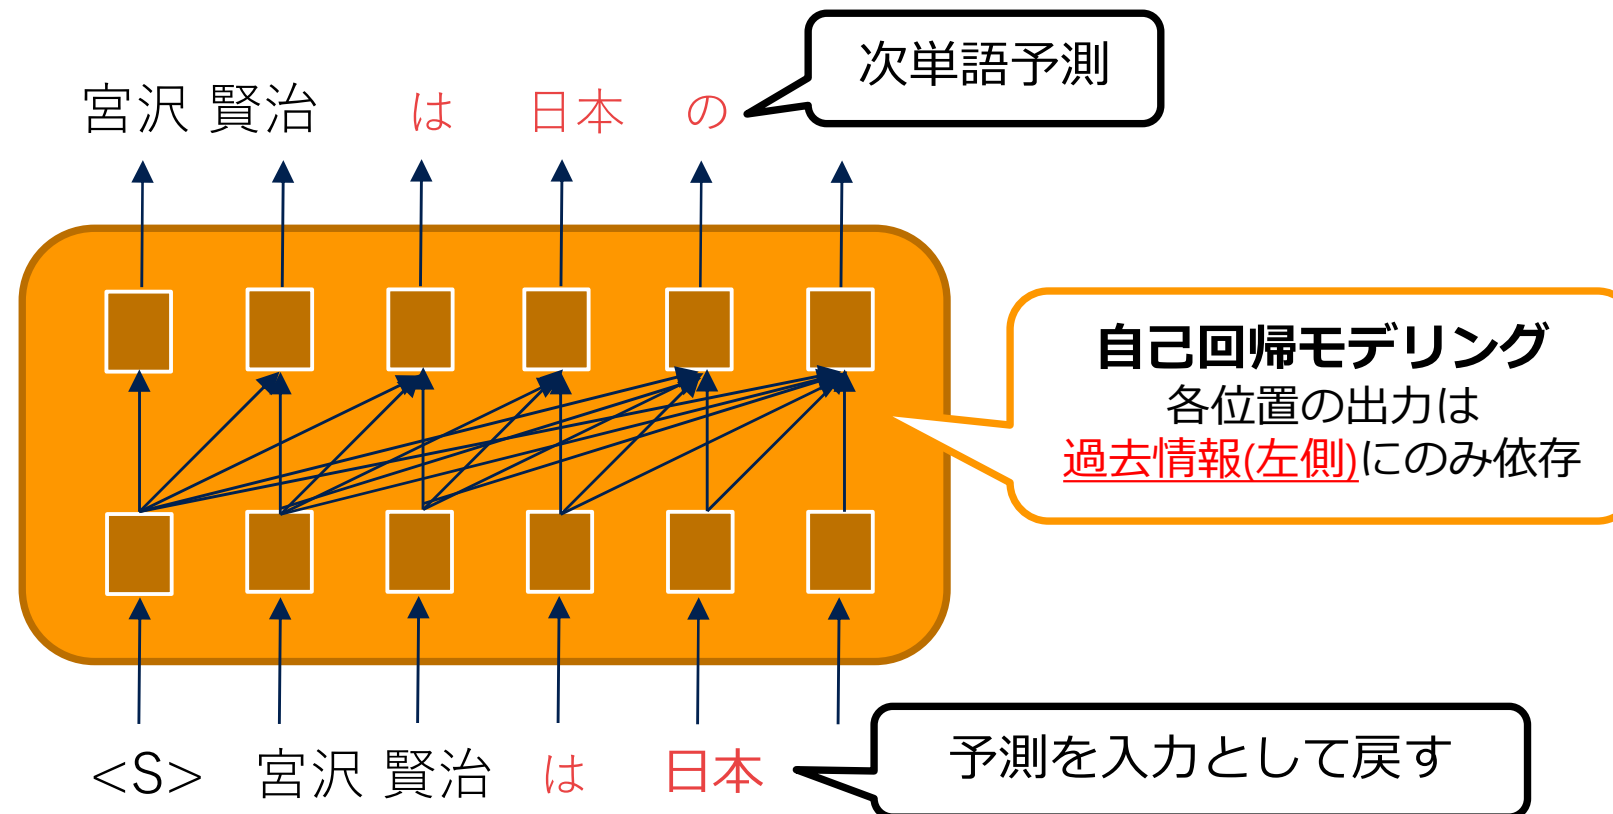 次単語予測
宮沢 賢治 は 日本 の
自己回帰モデリング
各位置の出力は
過去情報(左側)にのみ依存
<S> 宮沢 賢治 は 日本
予測を入力として戻す